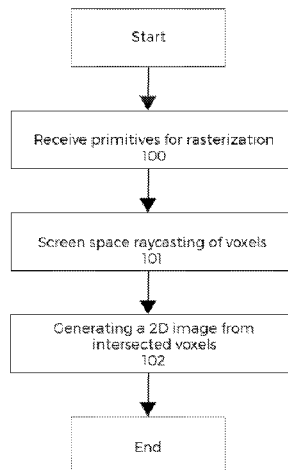 Start
Receive primitives for rasterization
100
Screen space raycasting of voxels
101
Generating a 2D image from
intersected voxels
102
End